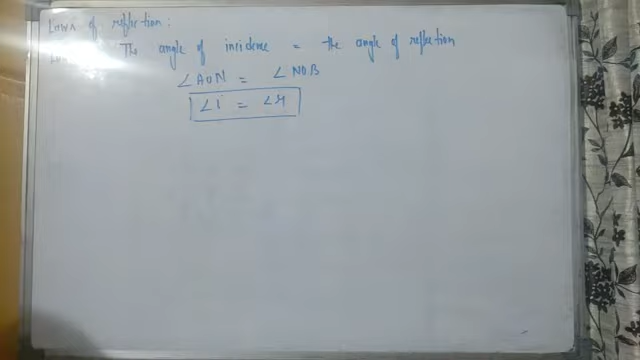 Laws of reflection:
The angle of incidence = the angle of reflection
∠AON = ∠NOB
∠i = ∠r